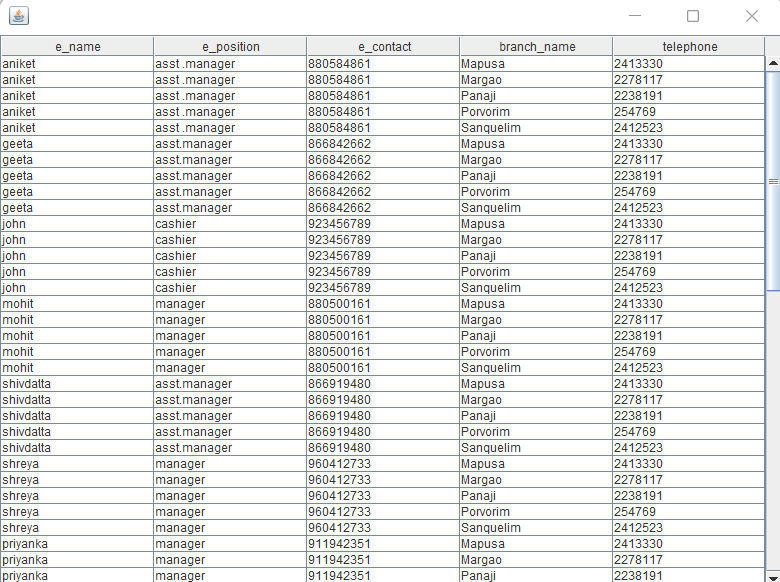 e_name e_position e_contact branch_name telephone
aniket asst .manager 880584861 Mapusa 2413330
aniket asst .manager 880584861 Margao 2278117
aniket asst .manager 880584861 Panaji 2238191
aniket asst .manager 880584861 Porvorim 254769
aniket asst .manager 880584861 Sanquelim 2412523
geeta asst.manager 866842662 Mapusa 2413330
geeta asst.manager 866842662 Margao 2278117
geeta asst.manager 866842662 Panaji 2238191
geeta asst.manager 866842662 Porvorim 254769
geeta asst.manager 866842662 Sanquelim 2412523
john cashier 923456789 Mapusa 2413330
john cashier 923456789 Margao 2278117
john cashier 923456789 Panaji 2238191
john cashier 923456789 Porvorim 254769
john cashier 923456789 Sanquelim 2412523
mohit manager 880500161 Mapusa 2413330
mohit manager 880500161 Margao 2278117
mohit manager 880500161 Panaji 2238191
mohit manager 880500161 Porvorim 254769
mohit manager 880500161 Sanquelim 2412523
shivdatta asst.manager 866919480 Mapusa 2413330
shivdatta asst.manager 866919480 Margao 2278117
shivdatta asst.manager 866919480 Panaji 2238191
shivdatta asst.manager 866919480 Porvorim 254769
shivdatta asst.manager 866919480 Sanquelim 2412523
shreya manager 960412733 Mapusa 2413330
shreya manager 960412733 Margao 2278117
shreya manager 960412733 Panaji 2238191
shreya manager 960412733 Porvorim 254769
shreya manager 960412733 Sanquelim 2412523
priyanka manager 911942351 Mapusa 2413330
priyanka manager 911942351 Margao 2278117
priyanka manager 911942351 Panaji 2238191